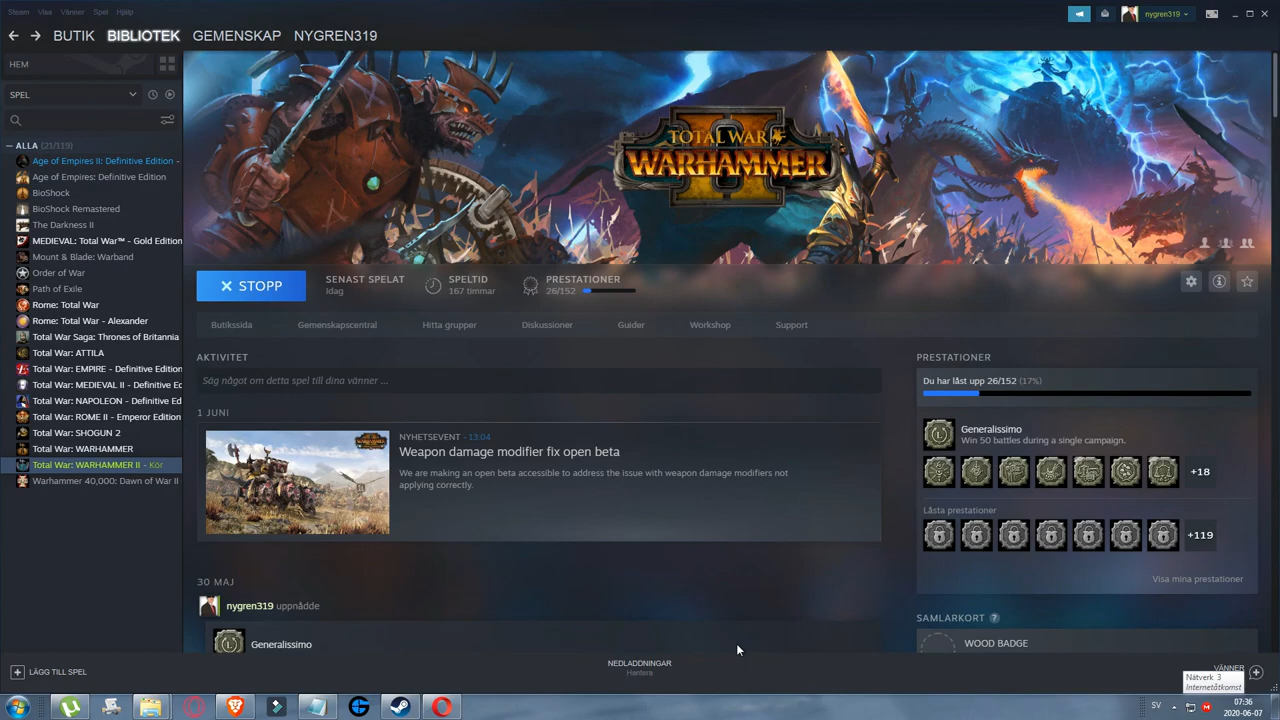 Steam Visa Vänner Spel Hjälp
nygren319
BUTIK BIBLIOTEK GEMENSKAP NYGREN319
HEM
SPEL
ALLA (21/119)
Age of Empires II: Definitive Edition -
Age of Empires: Definitive Edition
BioShock
BioShock Remastered
The Darkness II
MEDIEVAL: Total War™ - Gold Edition
Mount & Blade: Warband
Order of War
Path of Exile
Rome: Total War
Rome: Total War - Alexander
Total War Saga: Thrones of Britannia
Total War: ATTILA
Total War: EMPIRE - Definitive Edition
Total War: MEDIEVAL II - Definitive Ed
Total War: NAPOLEON - Definitive Ed
Total War: ROME II - Emperor Edition
Total War: SHOGUN 2
Total War: WARHAMMER
Total War: WARHAMMER II - Kör
Warhammer 40,000: Dawn of War II
TOTAL WAR
WARHAMMER
II
STOPP
SENAST SPELAT
Idag
SPELTID
167 timmar
PRESTATIONER
26/152
Butikssida Gemenskapscentral Hitta grupper Diskussioner Guider Workshop Support
AKTIVITET
Säg något om detta spel till dina vänner ...
1 JUNI
NYHETSEVENT - 13:04
Weapon damage modifier fix open beta
We are making an open beta accessible to address the issue with weapon damage modifiers not
applying correctly.
30 MAJ
nygren319 uppnådde
Generalissimo
PRESTATIONER
Du har låst upp 26/152 (17%)
Generalissimo
Win 50 battles during a single campaign.
+18
Låsta prestationer
+119
Visa mina prestationer
SAMLARKORT ?
WOOD BADGE
LÄGG TILL SPEL
NEDLADDNINGAR
Hantera
VÄNNER
Nätverk 3
Internetåtkomst
SV
07:36
2020-06-07